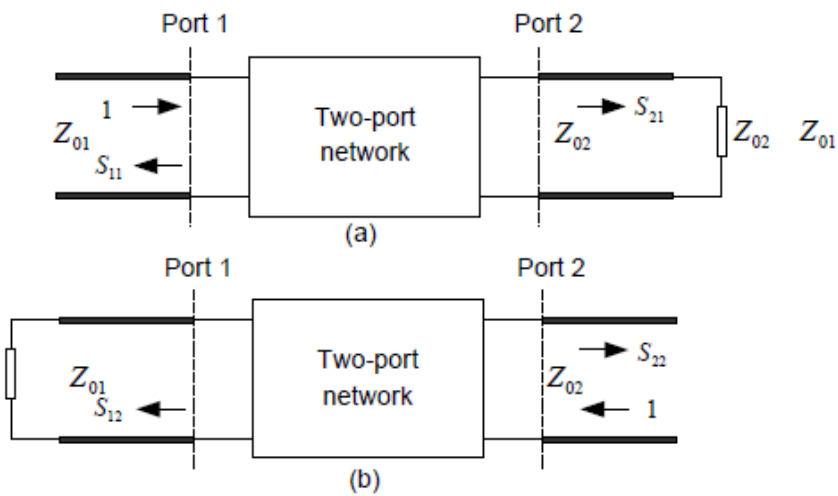 Port 1 Port 2
1 S21
Z01 Two-port network Z02 Z02 Z01
S11
(a)
Port 1 Port 2
Z01 Two-port network Z02 S22
S12 1
(b)